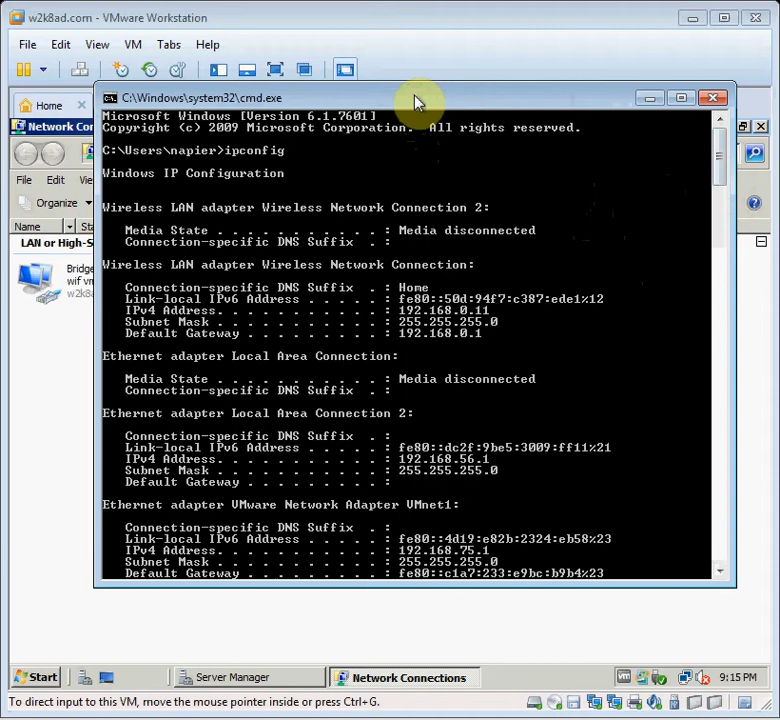 w2k8ad.com - VMware Workstation
File Edit View VM Tabs Help
Home
C:\Windows\system32\cmd.exe
Network Con
File Edit Vi
Organize
Name Sta
LAN or High-S
Bridge
wif vm
w2k8a
Microsoft Windows [Version 6.1.7601]
Copyright (c) 2009 Microsoft Corporation. All rights reserved.
C:\Users\napier>ipconfig
Windows IP Configuration
Wireless LAN adapter Wireless Network Connection 2:
Media State . . . . . . . . . . . : Media disconnected
Connection-specific DNS Suffix . :
Wireless LAN adapter Wireless Network Connection:
Connection-specific DNS Suffix . : Home
Link-local IPv6 Address . . . . . : fe80::50d:94f7:c387:ede1%12
IPv4 Address. . . . . . . . . . . : 192.168.0.11
Subnet Mask . . . . . . . . . . . : 255.255.255.0
Default Gateway . . . . . . . . . : 192.168.0.1
Ethernet adapter Local Area Connection:
Media State . . . . . . . . . . . : Media disconnected
Connection-specific DNS Suffix . :
Ethernet adapter Local Area Connection 2:
Connection-specific DNS Suffix . :
Link-local IPv6 Address . . . . . : fe80::dc2f:9be5:3009:ff11%21
IPv4 Address. . . . . . . . . . . : 192.168.56.1
Subnet Mask . . . . . . . . . . . : 255.255.255.0
Default Gateway . . . . . . . . . :
Ethernet adapter VMware Network Adapter VMnet1:
Connection-specific DNS Suffix . :
Link-local IPv6 Address . . . . . : fe80::4d19:e82b:2324:eb58%23
IPv4 Address. . . . . . . . . . . : 192.168.75.1
Subnet Mask . . . . . . . . . . . : 255.255.255.0
Default Gateway . . . . . . . . . : fe80::c1a7:233:e9bc:b9b4%23
Start Server Manager Network Connections 9:15 PM
To direct input to this VM, move the mouse pointer inside or press Ctrl+G.